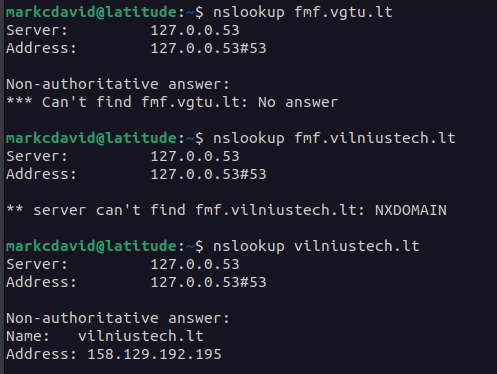 markcdavid@latitude:~$ nslookup fmf.vgtu.lt
Server:         127.0.0.53
Address:        127.0.0.53#53

Non-authoritative answer:
*** Can't find fmf.vgtu.lt: No answer

markcdavid@latitude:~$ nslookup fmf.vilniustech.lt
Server:         127.0.0.53
Address:        127.0.0.53#53

** server can't find fmf.vilniustech.lt: NXDOMAIN

markcdavid@latitude:~$ nslookup vilniustech.lt
Server:         127.0.0.53
Address:        127.0.0.53#53

Non-authoritative answer:
Name:   vilniustech.lt
Address: 158.129.192.195